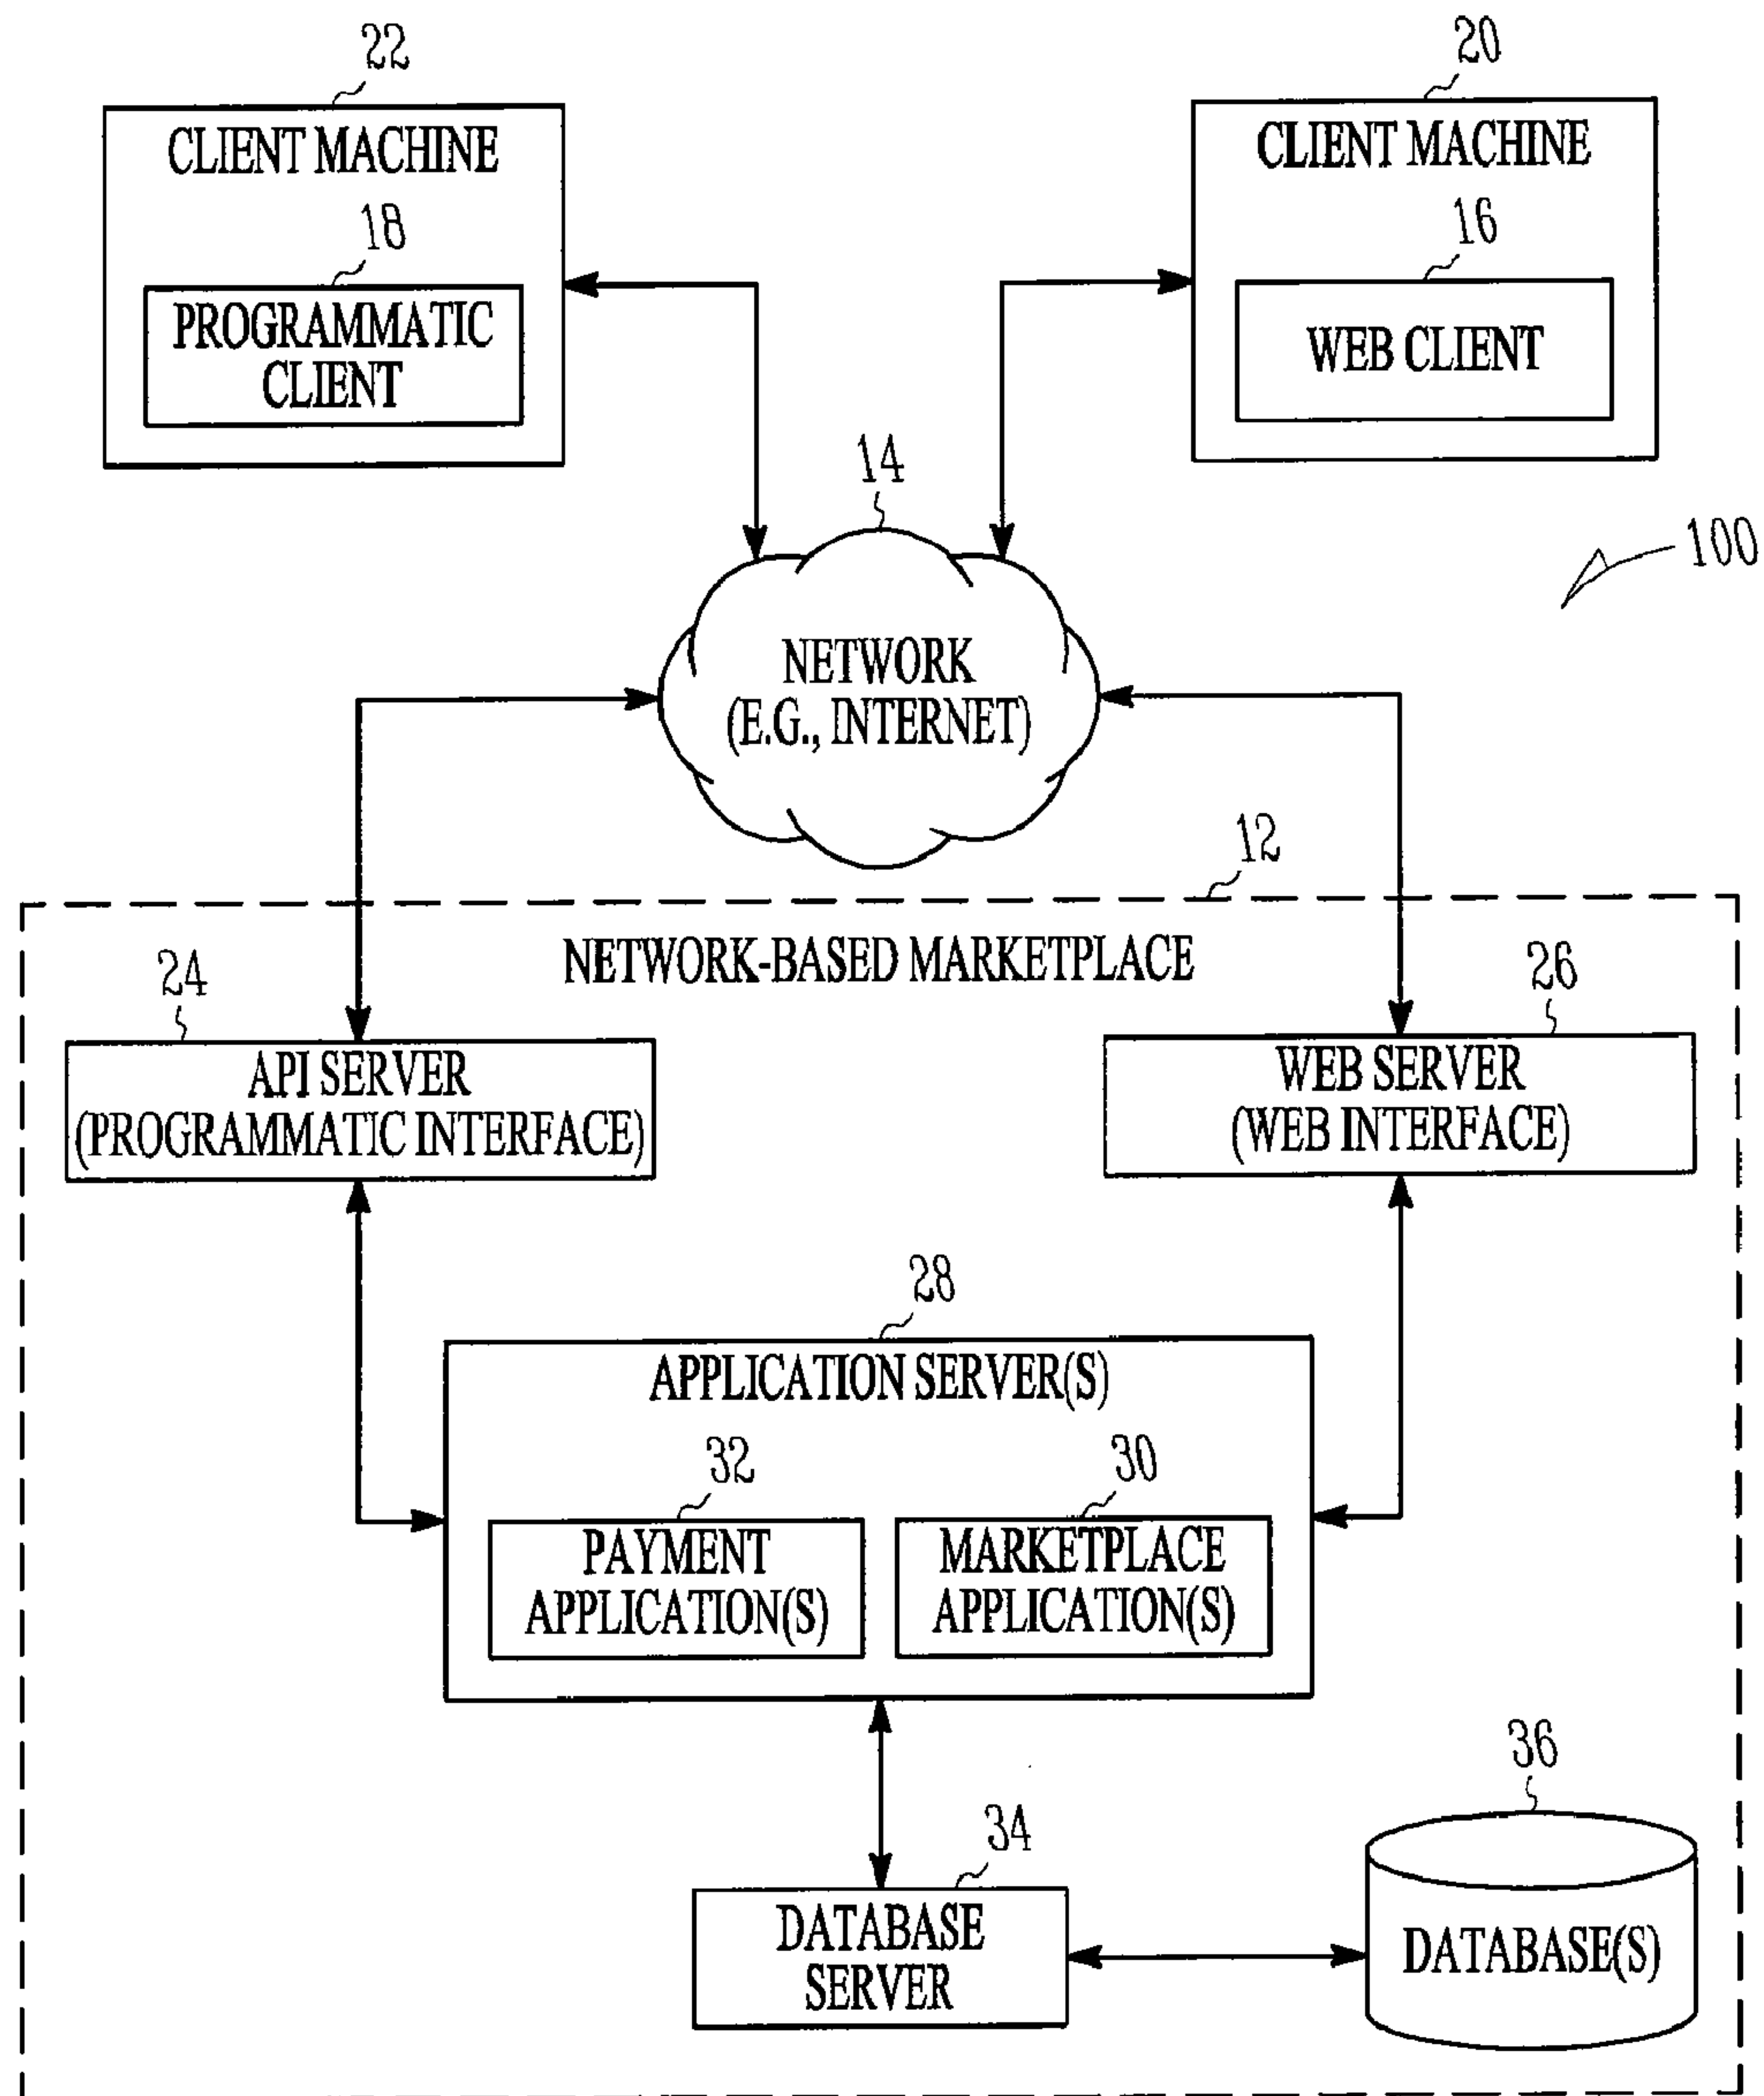 22
CLIENT MACHINE
18
PROGRAMMATIC
CLIENT
20
CLIENT MACHINE
16
WEB CLIENT
14
NETWORK
(E.G., INTERNET)
100
12
NETWORK-BASED MARKETPLACE
24
API SERVER
(PROGRAMMATIC INTERFACE)
26
WEB SERVER
(WEB INTERFACE)
28
APPLICATION SERVER(S)
32
PAYMENT
APPLICATION(S)
30
MARKETPLACE
APPLICATION(S)
34
DATABASE
SERVER
36
DATABASE(S)